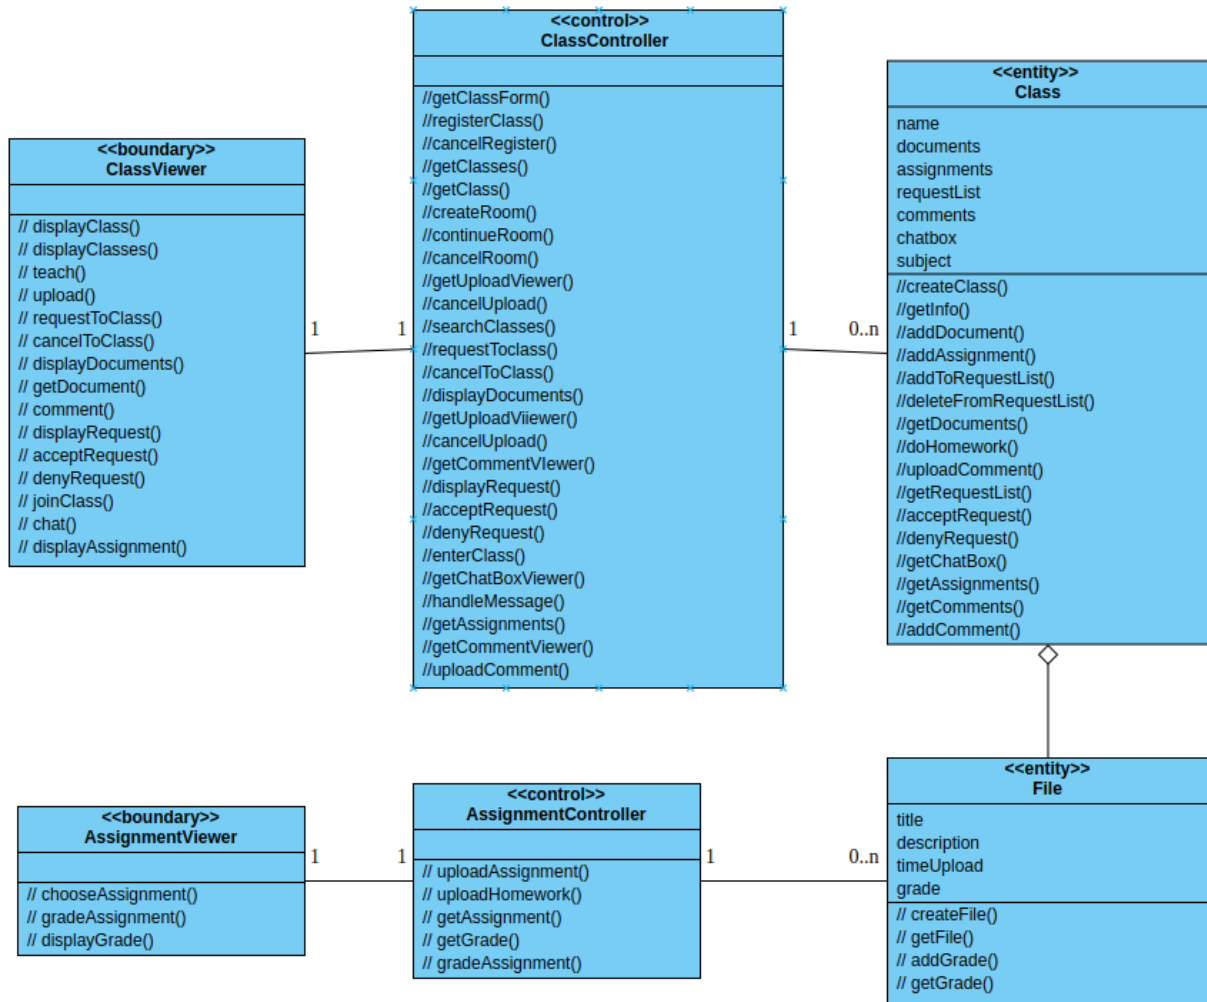 <<control>>
ClassController
//getClassForm()
//registerClass()
//cancelRegister()
//getClasses()
//getClass()
//createRoom()
//continueRoom()
//cancelRoom()
//getUploadViewer()
//cancelUpload()
//searchClasses()
//requestToclass()
//cancelToClass()
//displayDocuments()
//getUploadViiewer()
//cancelUpload()
//getCommentVIewer()
//displayRequest()
//acceptRequest()
//denyRequest()
//enterClass()
//getChatBoxViewer()
//handleMessage()
//getAssignments()
//getCommentViewer()
//uploadComment()
<<entity>>
Class
name
documents
assignments
requestList
comments
chatbox
subject
//createClass()
//getInfo()
//addDocument()
//addAssignment()
//addToRequestList()
//deleteFromRequestList()
//getDocuments()
//doHomework()
//uploadComment()
//getRequestList()
//acceptRequest()
//denyRequest()
//getChatBox()
//getAssignments()
//getComments()
//addComment()
<<boundary>>
ClassViewer
// displayClass()
// displayClasses()
// teach()
// upload()
// requestToClass()
// cancelToClass()
// displayDocuments()
// getDocument()
// comment()
// displayRequest()
// acceptRequest()
// denyRequest()
// joinClass()
// chat()
// displayAssignment()
1
1
1
0..n
<<boundary>>
AssignmentViewer
// chooseAssignment()
// gradeAssignment()
// displayGrade()
1
1
<<control>>
AssignmentController
// uploadAssignment()
// uploadHomework()
// getAssignment()
// getGrade()
// gradeAssignment()
1
0..n
<<entity>>
File
title
description
timeUpload
grade
// createFile()
// getFile()
// addGrade()
// getGrade()